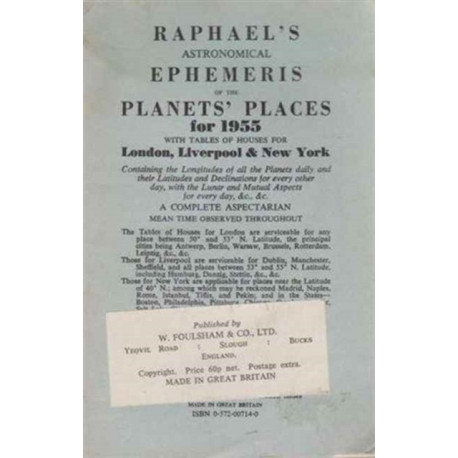 RAPHAEL'S
ASTRONOMICAL
EPHEMERIS
OF THE
PLANETS' PLACES
for 1955
WITH TABLES OF HOUSES FOR
London, Liverpool & New York
Containing the Longitudes of all the Planets daily and
their Latitudes and Declinations for every other
day, with the Lunar and Mutual Aspects
for every day, &c., &c.
A COMPLETE ASPECTARIAN
MEAN TIME OBSERVED THROUGHOUT
The Tables of Houses for London are serviceable for any
place between 50° and 53° N. Latitude, the principal
cities being Antwerp, Berlin, Warsaw, Brussels, Rotterdam,
Leipzig, &c., &c.
Those for Liverpool are serviceable for Dublin, Manchester,
Sheffield, and all places between 53° and 55° N. Latitude,
including Hamburg, Danzig, Stettin, &c., &c.
Those for New York are applicable for places near the Latitude
of 40° N.; among which may be reckoned Madrid, Naples,
Rome, Istanbul, Tiflis, and Pekin; and in the States—
Boston, Philadelphia,
Published by
W. FOULSHAM & CO., LTD.
YEOVIL ROAD : SLOUGH : BUCKS
ENGLAND.
Copyright. Price 60p net. Postage extra.
MADE IN GREAT BRITAIN
MADE IN GREAT BRITAIN
ISBN 0-572-00714-0